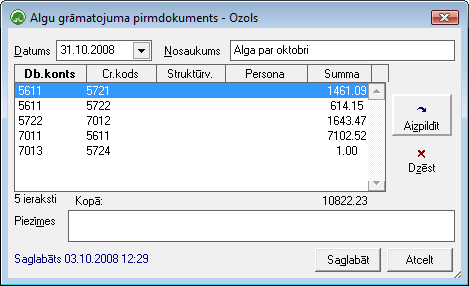 Algu grāmatojuma pirmdokuments - Ozols
Datums 31.10.2008 Nosaukums Alga par oktobri
Db.konts Cr.kods Struktūrv. Persona Summa
5611 5721 1461.09
5611 5722 614.15
5722 7012 1643.47
7011 5611 7102.52
7013 5724 1.00
Aizpildīt
Dzēst
5 ieraksti Kopā: 10822.23
Piezīmes
Saglabāts 03.10.2008 12:29 Saglabāt Atcelt